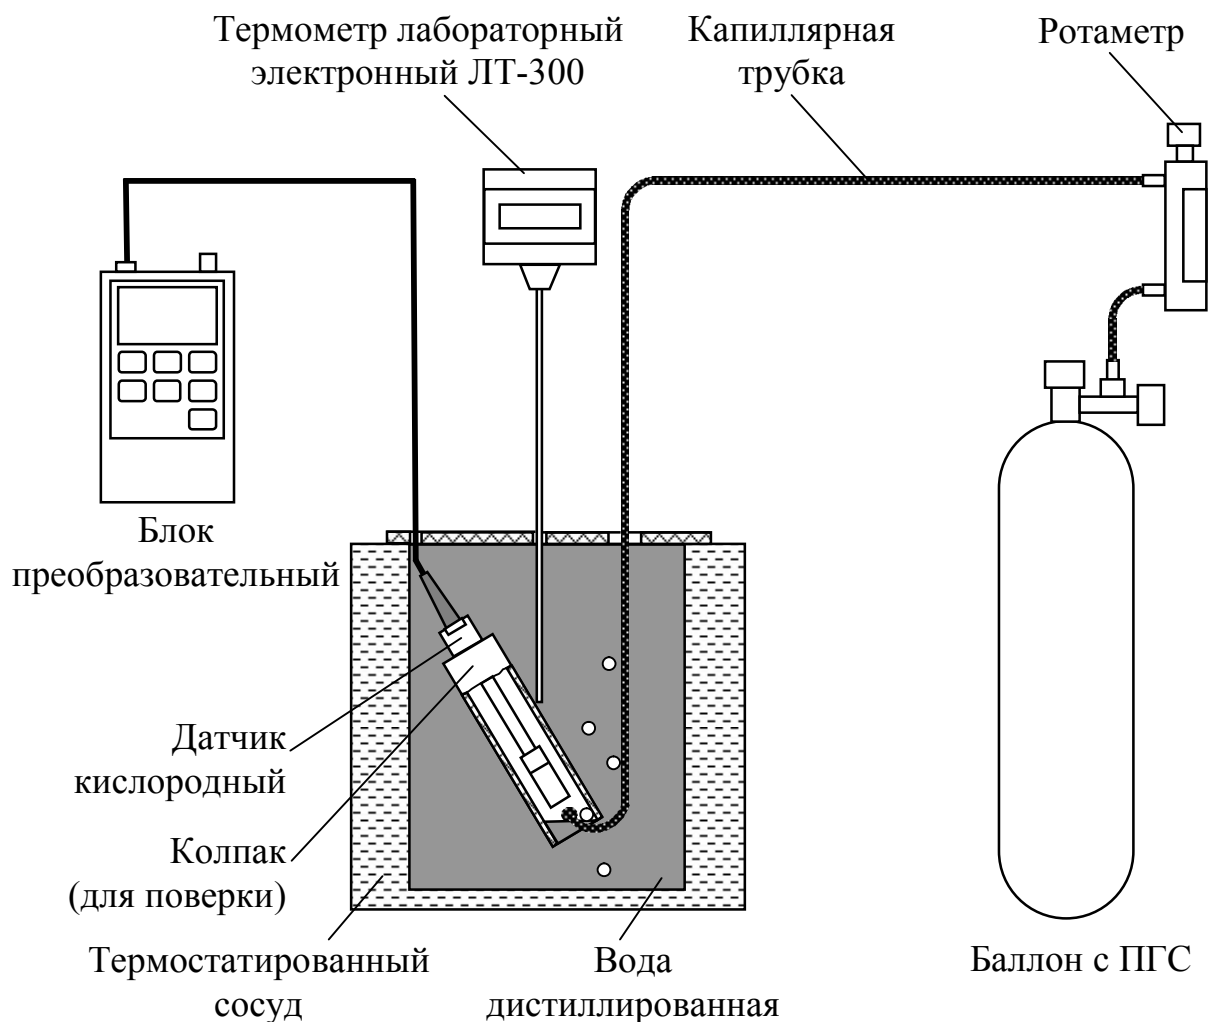 Термометр лабораторный
электронный ЛТ-300
Капиллярная
трубка
Ротаметр
Блок
преобразовательный
Датчик
кислородный
Колпак
(для поверки)
Термостатированный
сосуд
Вода
дистиллированная
Баллон с ПГС